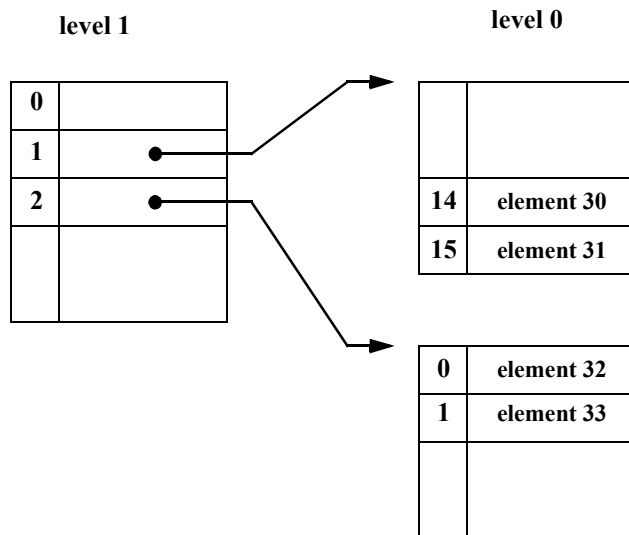 level 1
level 0
0
1
2
14 element 30
15 element 31
0 element 32
1 element 33